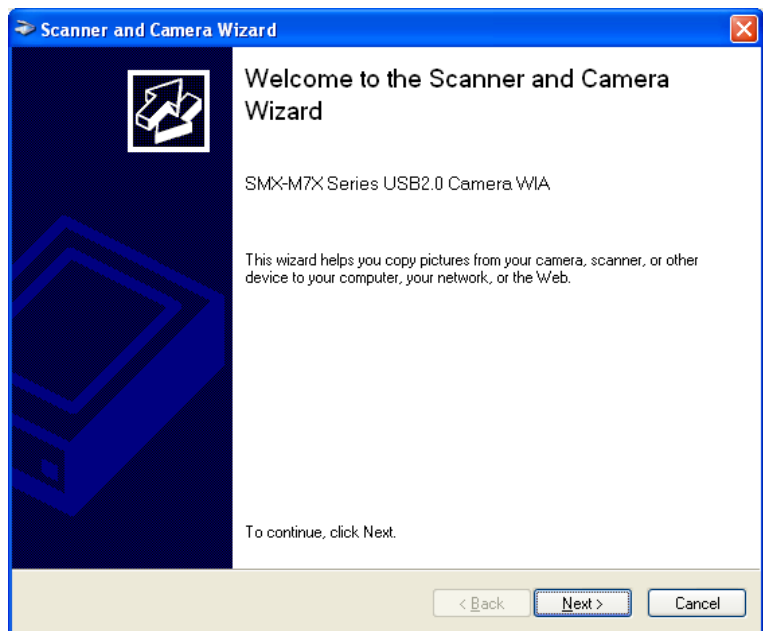 Scanner and Camera Wizard
Welcome to the Scanner and Camera
Wizard
SMX-M7X Series USB2.0 Camera WIA
This wizard helps you copy pictures from your camera, scanner, or other
device to your computer, your network, or the Web.
To continue, click Next.
< Back
Next >
Cancel